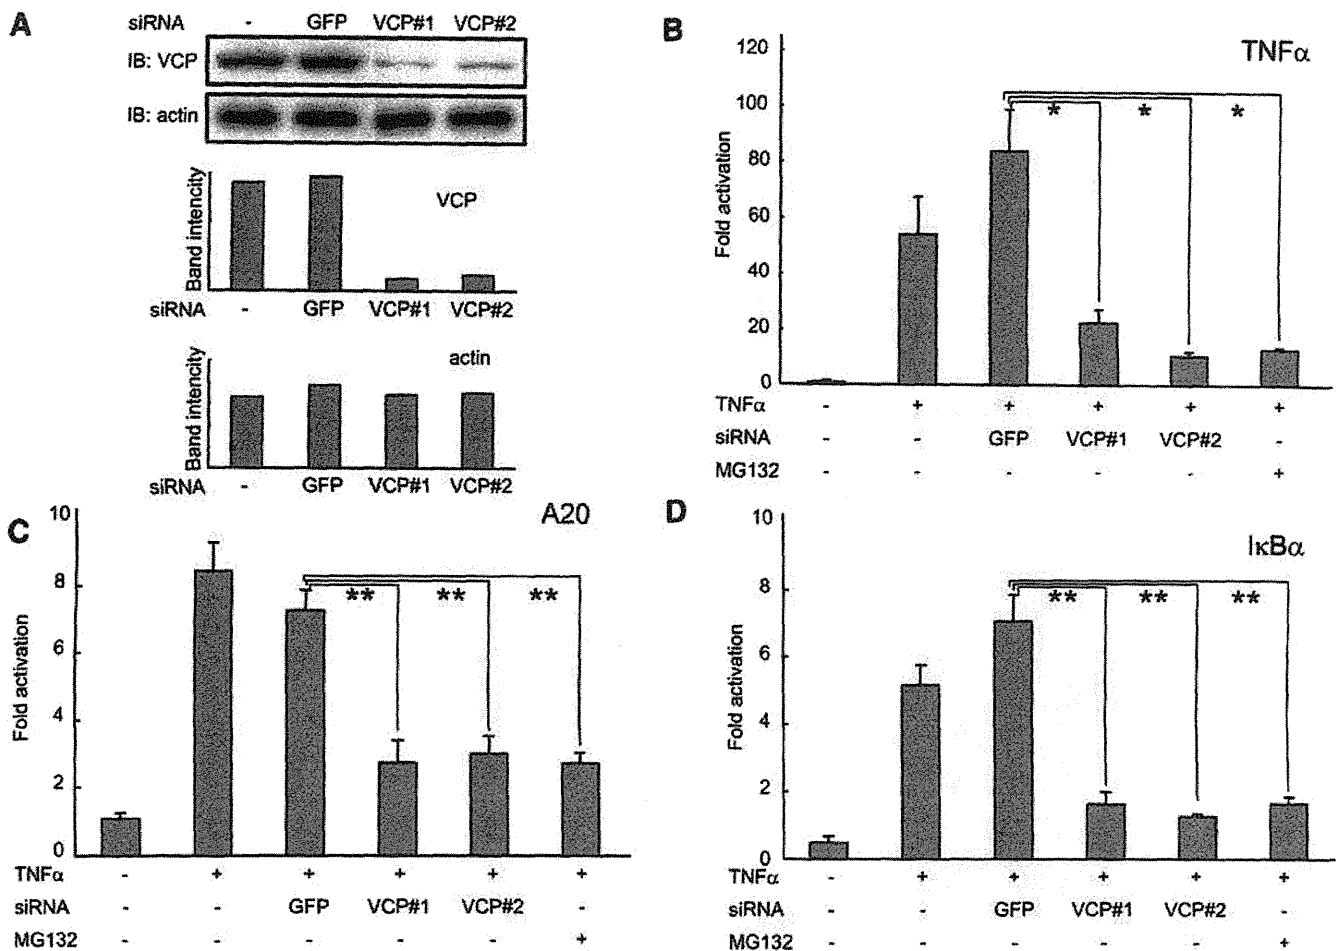 A
siRNA - GFP VCP#1 VCP#2
IB: VCP
IB: actin
Band intencity
VCP
siRNA - GFP VCP#1 VCP#2
Band intencity
actin
siRNA - GFP VCP#1 VCP#2
B
TNFα
Fold activation
120
100
80
60
40
20
0
* * *
TNFα - + + + + +
siRNA - - GFP VCP#1 VCP#2 -
MG132 - - - - - +
C
A20
Fold activation
10
8
6
4
2
0
** ** **
TNFα - + + + + +
siRNA - - GFP VCP#1 VCP#2 -
MG132 - - - - - +
D
IκBα
Fold activation
10
8
6
4
2
0
** ** **
TNFα - + + + + +
siRNA - - GFP VCP#1 VCP#2 -
MG132 - - - - - +